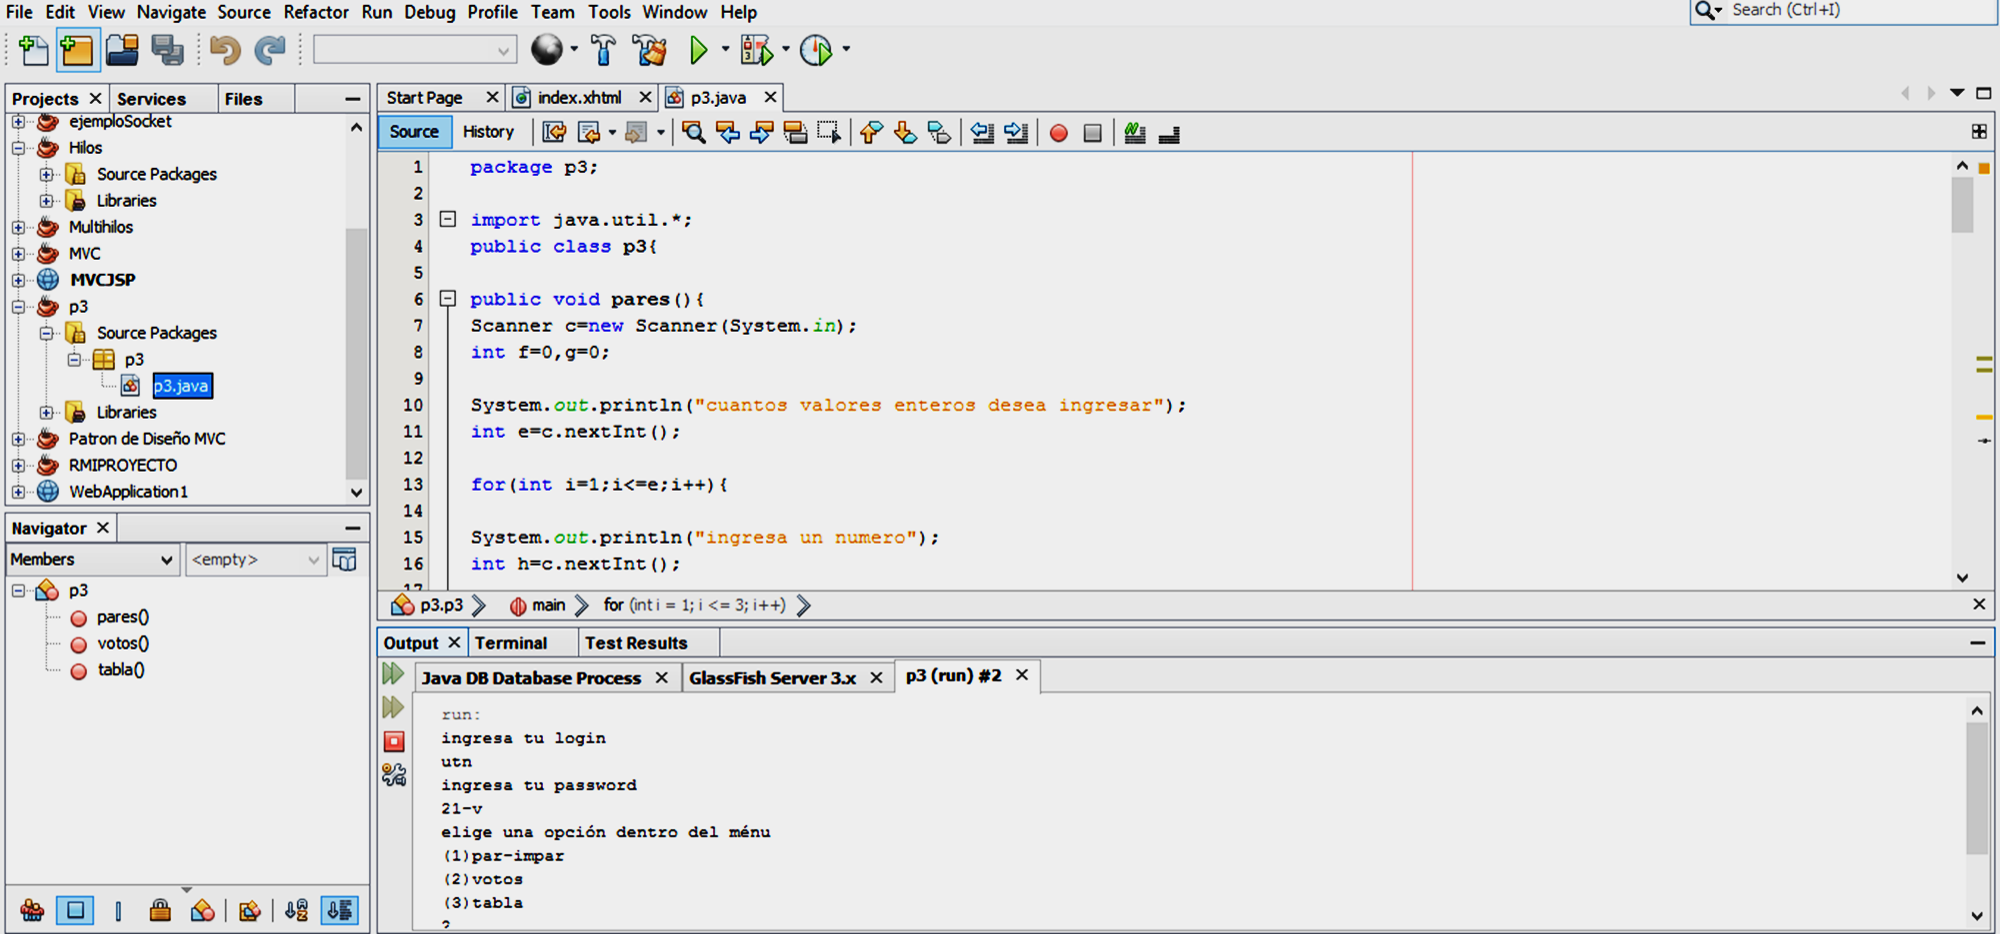 File Edit View Navigate Source Refactor Run Debug Profile Team Tools Window Help
Search (Ctrl+I)
Projects Services Files
ejemploSocket
Hilos
Source Packages
Libraries
Multihilos
MVC
MVCJSP
p3
Source Packages
p3
p3.java
Libraries
Patron de Diseño MVC
RMIPROYECTO
WebApplication1
Navigator
Members <empty>
p3
pares()
votos()
tabla()
Start Page index.xhtml p3.java
Source History
1 package p3;
2
3 import java.util.*;
4 public class p3{
5
6 public void pares(){
7 Scanner c=new Scanner(System.in);
8 int f=0,g=0;
9
10 System.out.println("cuantos valores enteros desea ingresar");
11 int e=c.nextInt();
12
13 for(int i=1;i<=e;i++){
14
15 System.out.println("ingresa un numero");
16 int h=c.nextInt();
17
p3.p3 main for (int i = 1; i <= 3; i++)
Output Terminal Test Results
Java DB Database Process GlassFish Server 3.x p3 (run) #2
run:
ingresa tu login
utn
ingresa tu password
21-v
elige una opción dentro del ménu
(1)par-impar
(2)votos
(3)tabla